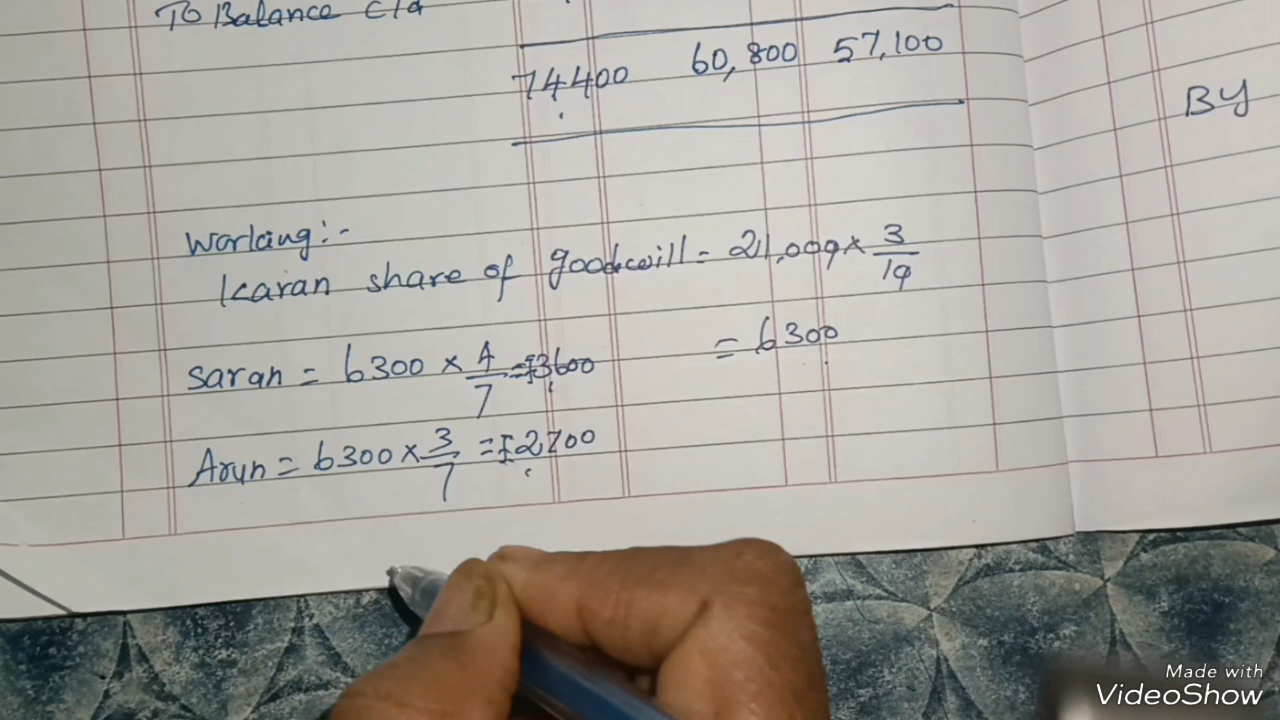 To Balance c/d
74400 60,800 57,100
BY
Working:-
Karan share of goodwill = 21,000 × 3/10
= 6300
Saran = 6300 × 4/7 = ₹3600
Arun = 6300 × 3/7 = ₹2700
Made with
VideoShow